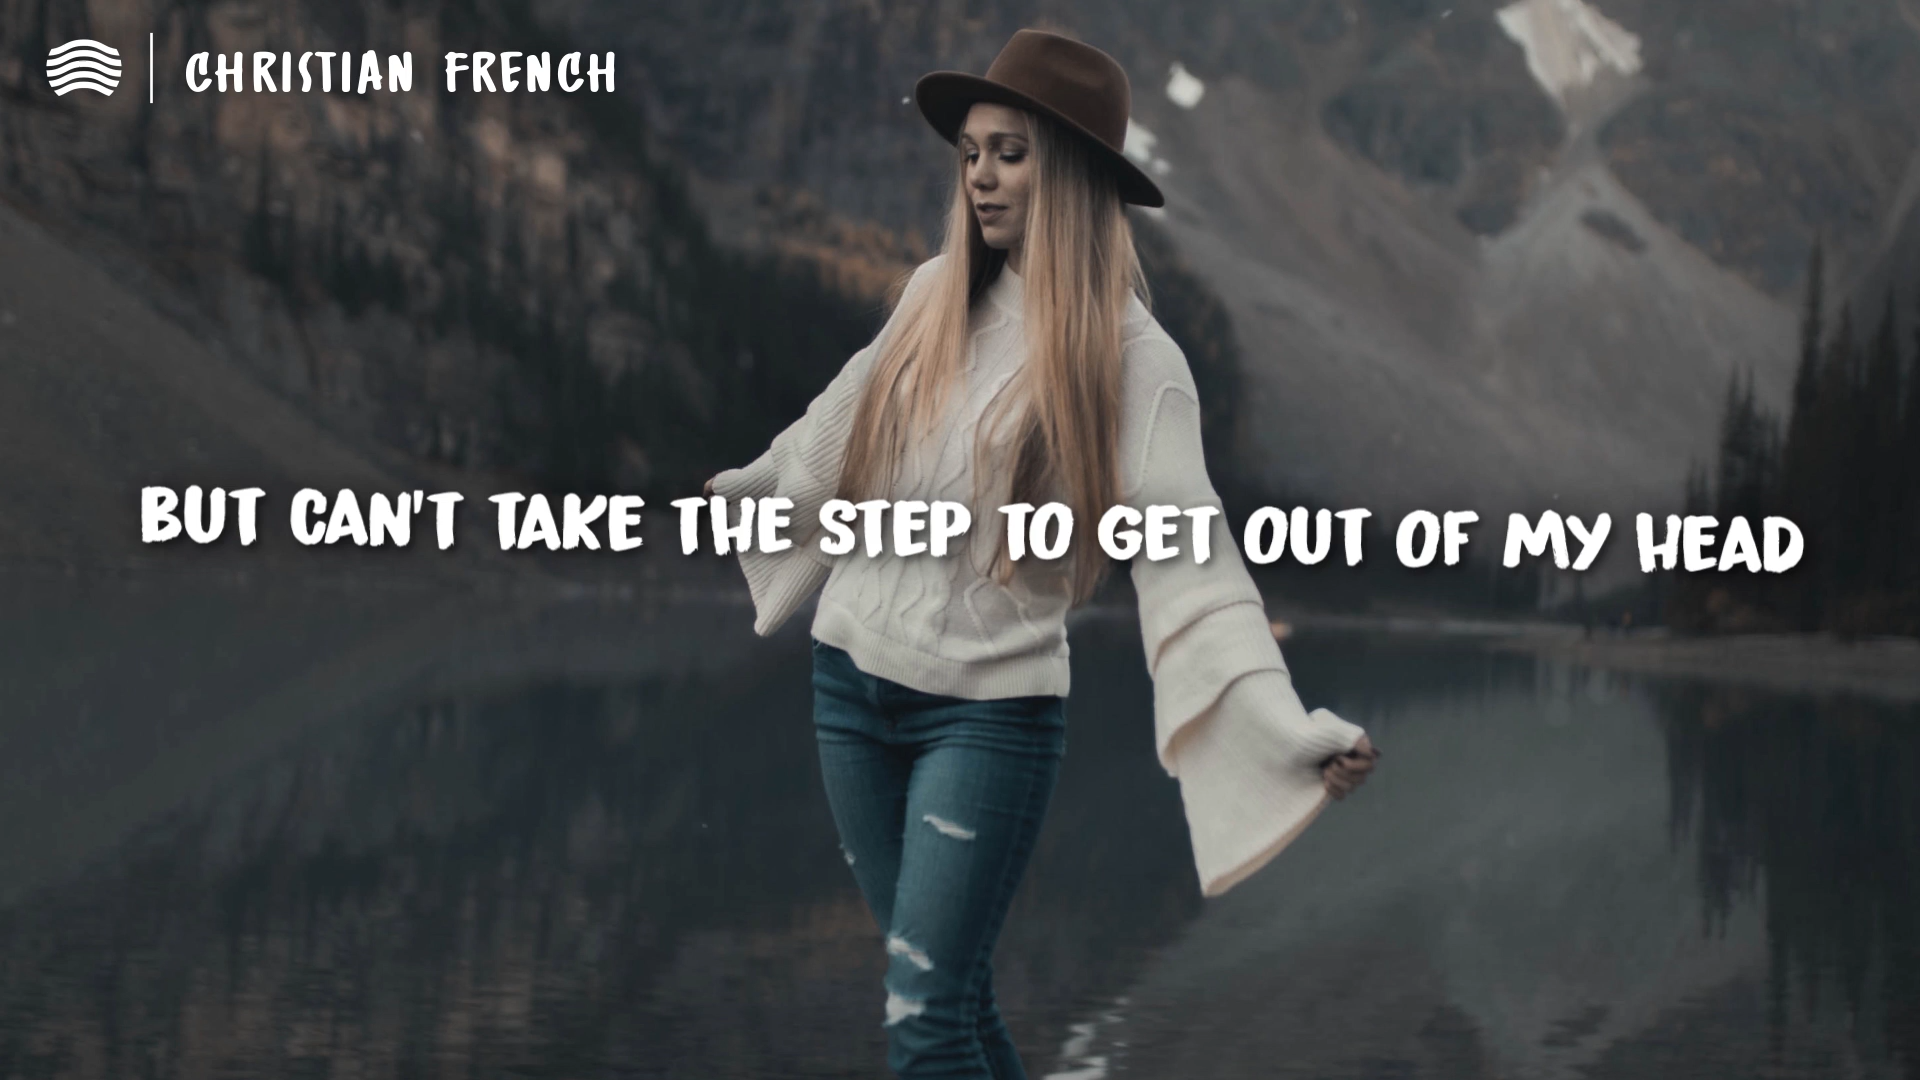 CHRISTIAN FRENCH
BUT CAN'T TAKE THE STEP TO GET OUT OF MY HEAD